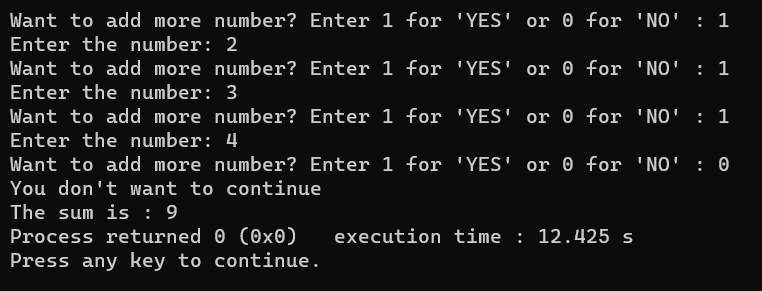 Want to add more number? Enter 1 for 'YES' or 0 for 'NO' : 1
Enter the number: 2
Want to add more number? Enter 1 for 'YES' or 0 for 'NO' : 1
Enter the number: 3
Want to add more number? Enter 1 for 'YES' or 0 for 'NO' : 1
Enter the number: 4
Want to add more number? Enter 1 for 'YES' or 0 for 'NO' : 0
You don't want to continue
The sum is : 9
Process returned 0 (0x0)   execution time : 12.425 s
Press any key to continue.